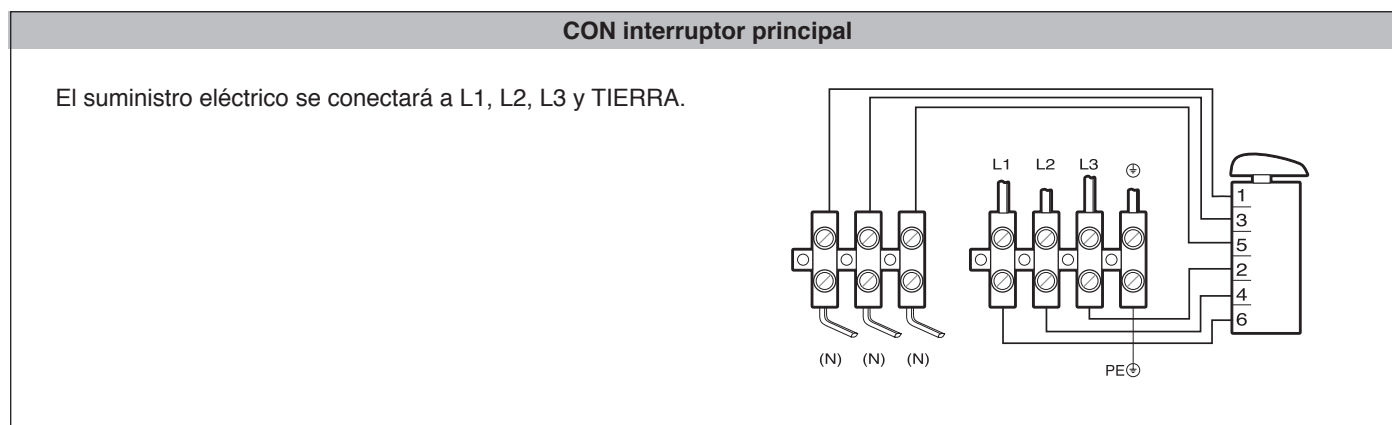 CON interruptor principal
El suministro eléctrico se conectará a L1, L2, L3 y TIERRA.
L1 L2 L3
1
3
5
2
4
6
(N) (N) (N)
PE